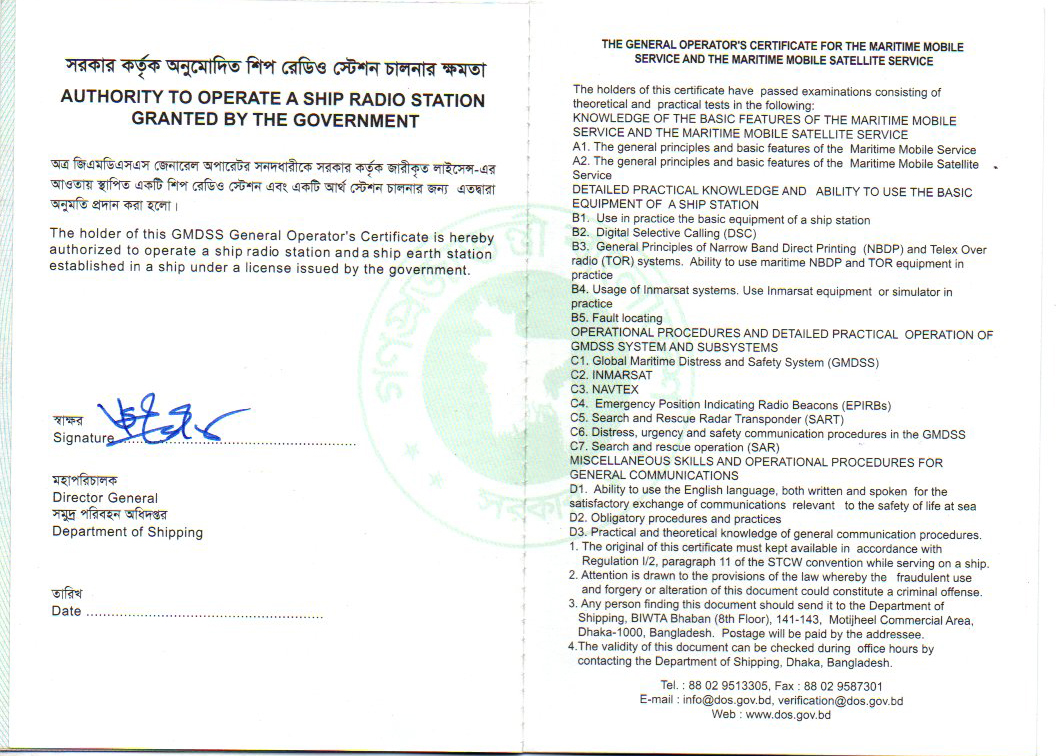 সরকার কর্তৃক অনুমোদিত শিপ রেডিও স্টেশন চালনার ক্ষমতা
AUTHORITY TO OPERATE A SHIP RADIO STATION
GRANTED BY THE GOVERNMENT
অত্র জিএমডিএসএস জেনারেল অপারেটর সনদধারীকে সরকার কর্তৃক জারীকৃত লাইসেন্স-এর
আওতায় স্থাপিত একটি শিপ রেডিও স্টেশন এবং একটি আর্থ স্টেশন চালনার জন্য এতদ্বারা
অনুমতি প্রদান করা হলো।
The holder of this GMDSS General Operator's Certificate is hereby
authorized to operate a ship radio station and a ship earth station
established in a ship under a license issued by the government.
স্বাক্ষর
Signature
মহাপরিচালক
Director General
সমুদ্র পরিবহন অধিদপ্তর
Department of Shipping
তারিখ
Date
THE GENERAL OPERATOR'S CERTIFICATE FOR THE MARITIME MOBILE
SERVICE AND THE MARITIME MOBILE SATELLITE SERVICE
The holders of this certificate have passed examinations consisting of
theoretical and practical tests in the following:
KNOWLEDGE OF THE BASIC FEATURES OF THE MARITIME MOBILE
SERVICE AND THE MARITIME MOBILE SATELLITE SERVICE
A1. The general principles and basic features of the Maritime Mobile Service
A2. The general principles and basic features of the Maritime Mobile Satellite
Service
DETAILED PRACTICAL KNOWLEDGE AND ABILITY TO USE THE BASIC
EQUIPMENT OF A SHIP STATION
B1. Use in practice the basic equipment of a ship station
B2. Digital Selective Calling (DSC)
B3. General Principles of Narrow Band Direct Printing (NBDP) and Telex Over
radio (TOR) systems. Ability to use maritime NBDP and TOR equipment in
practice
B4. Usage of Inmarsat systems. Use Inmarsat equipment or simulator in
practice
B5. Fault locating
OPERATIONAL PROCEDURES AND DETAILED PRACTICAL OPERATION OF
GMDSS SYSTEM AND SUBSYSTEMS
C1. Global Maritime Distress and Safety System (GMDSS)
C2. INMARSAT
C3. NAVTEX
C4. Emergency Position Indicating Radio Beacons (EPIRBs)
C5. Search and Rescue Radar Transponder (SART)
C6. Distress, urgency and safety communication procedures in the GMDSS
C7. Search and rescue operation (SAR)
MISCELLANEOUS SKILLS AND OPERATIONAL PROCEDURES FOR
GENERAL COMMUNICATIONS
D1. Ability to use the English language, both written and spoken for the
satisfactory exchange of communications relevant to the safety of life at sea
D2. Obligatory procedures and practices
D3. Practical and theoretical knowledge of general communication procedures.
1. The original of this certificate must kept available in accordance with
Regulation I/2, paragraph 11 of the STCW convention while serving on a ship.
2. Attention is drawn to the provisions of the law whereby the fraudulent use
and forgery or alteration of this document could constitute a criminal offense.
3. Any person finding this document should send it to the Department of
Shipping, BIWTA Bhaban (8th Floor), 141-143, Motijheel Commercial Area,
Dhaka-1000, Bangladesh. Postage will be paid by the addressee.
4.The validity of this document can be checked during office hours by
contacting the Department of Shipping, Dhaka, Bangladesh.
Tel. : 88 02 9513305, Fax : 88 02 9587301
E-mail : info@dos.gov.bd, verification@dos.gov.bd
Web : www.dos.gov.bd